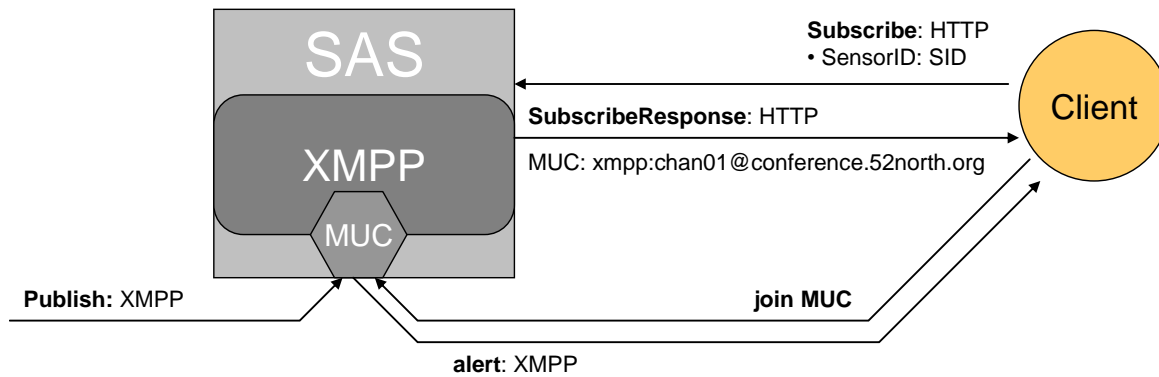 SAS
XMPP
MUC
Subscribe: HTTP
• SensorID: SID
Client
SubscribeResponse: HTTP
MUC: xmpp:chan01@conference.52north.org
Publish: XMPP
join MUC
alert: XMPP